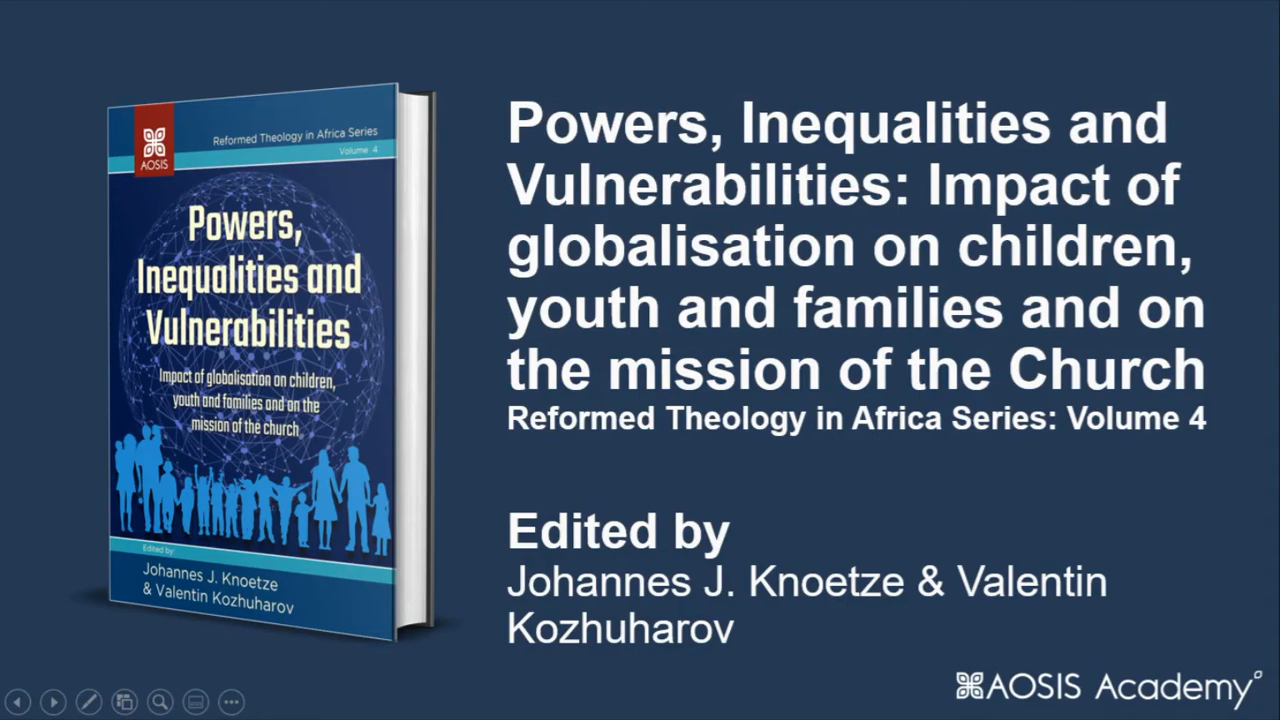 Reformed Theology in Africa Series
Volume 4
AOSIS
Powers,
Inequalities and
Vulnerabilities
Impact of globalisation on children,
youth and families and on the
mission of the church
Edited by:
Johannes J. Knoetze
& Valentin Kozhuharov
Powers, Inequalities and
Vulnerabilities: Impact of
globalisation on children,
youth and families and on
the mission of the Church
Reformed Theology in Africa Series: Volume 4
Edited by
Johannes J. Knoetze & Valentin
Kozhuharov
AOSIS Academy